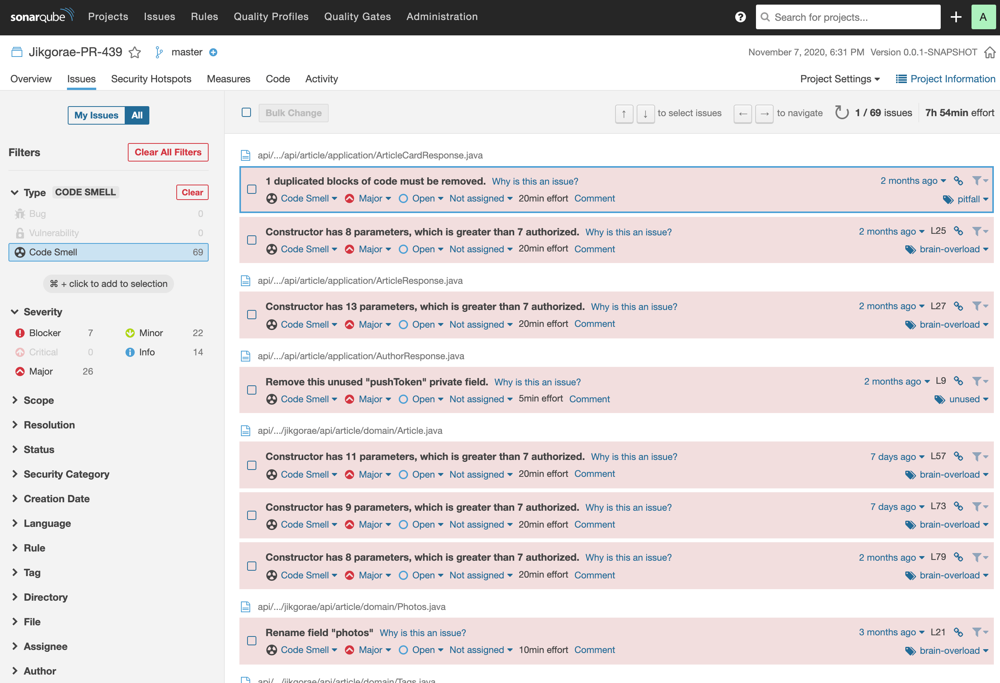 sonarqube Projects Issues Rules Quality Profiles Quality Gates Administration ? Search for projects... + A
Jikgorae-PR-439 master November 7, 2020, 6:31 PM Version 0.0.1-SNAPSHOT
Overview Issues Security Hotspots Measures Code Activity Project Settings Project Information
My Issues All
Filters Clear All Filters
Type CODE SMELL Clear
Bug 0
Vulnerability 0
Code Smell 69
⌘ + click to add to selection
Severity
Blocker 7 Minor 22
Critical 0 Info 14
Major 26
Scope
Resolution
Status
Security Category
Creation Date
Language
Rule
Tag
Directory
File
Assignee
Author
Bulk Change ↑ ↓ to select issues ← → to navigate 1 / 69 issues 7h 54min effort
api/.../api/article/application/ArticleCardResponse.java
1 duplicated blocks of code must be removed. Why is this an issue? 2 months ago
Code Smell Major Open Not assigned 20min effort Comment pitfall
Constructor has 8 parameters, which is greater than 7 authorized. Why is this an issue? 2 months ago L25
Code Smell Major Open Not assigned 20min effort Comment brain-overload
api/.../api/article/application/ArticleResponse.java
Constructor has 13 parameters, which is greater than 7 authorized. Why is this an issue? 2 months ago L27
Code Smell Major Open Not assigned 20min effort Comment brain-overload
api/.../api/article/application/AuthorResponse.java
Remove this unused "pushToken" private field. Why is this an issue? 2 months ago L9
Code Smell Major Open Not assigned 5min effort Comment unused
api/.../jikgorae/api/article/domain/Article.java
Constructor has 11 parameters, which is greater than 7 authorized. Why is this an issue? 7 days ago L57
Code Smell Major Open Not assigned 20min effort Comment brain-overload
Constructor has 9 parameters, which is greater than 7 authorized. Why is this an issue? 7 days ago L73
Code Smell Major Open Not assigned 20min effort Comment brain-overload
Constructor has 8 parameters, which is greater than 7 authorized. Why is this an issue? 2 months ago L79
Code Smell Major Open Not assigned 20min effort Comment brain-overload
api/.../jikgorae/api/article/domain/Photos.java
Rename field "photos" Why is this an issue? 3 months ago L21
Code Smell Major Open Not assigned 10min effort Comment brain-overload
api/.../jikgorae/api/article/domain/Tags.java